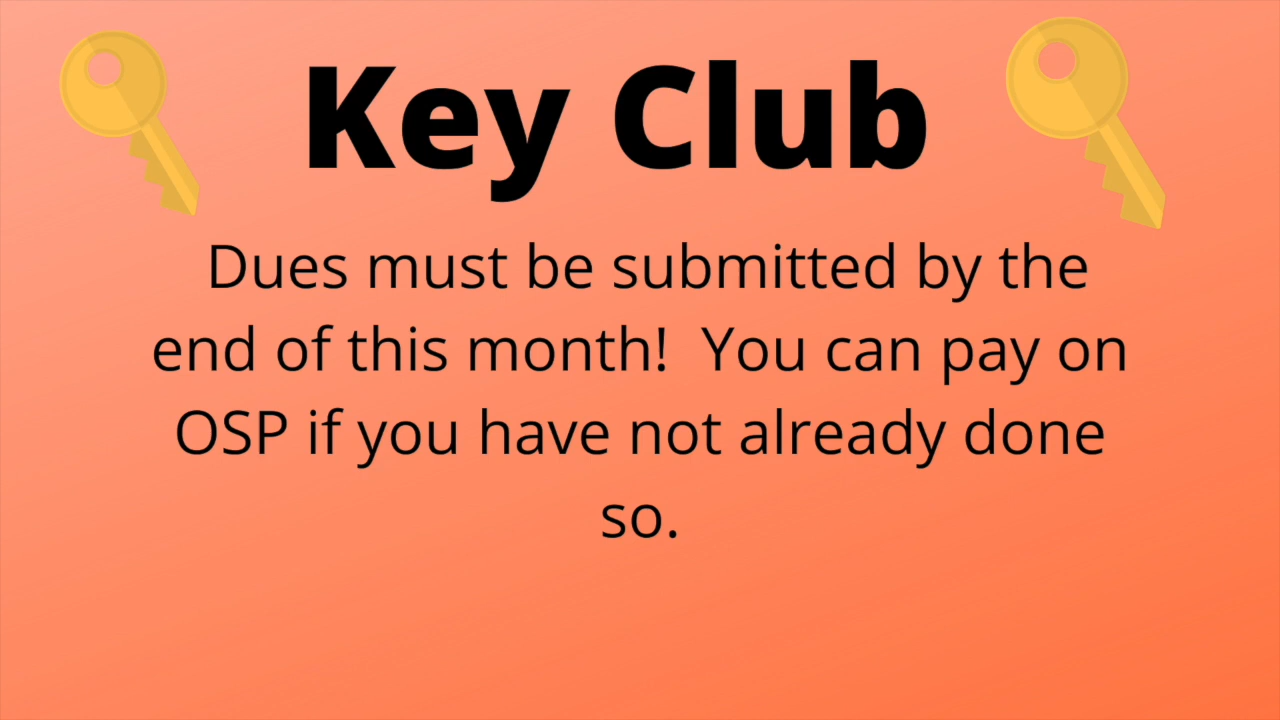 Key Club
Dues must be submitted by the
end of this month!  You can pay on
OSP if you have not already done
so.